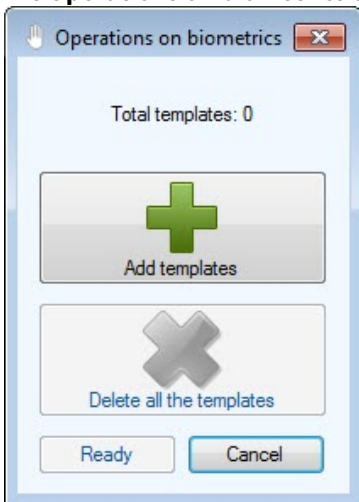 Operations on biometrics
Total templates: 0
Add templates
Delete all the templates
Ready Cancel